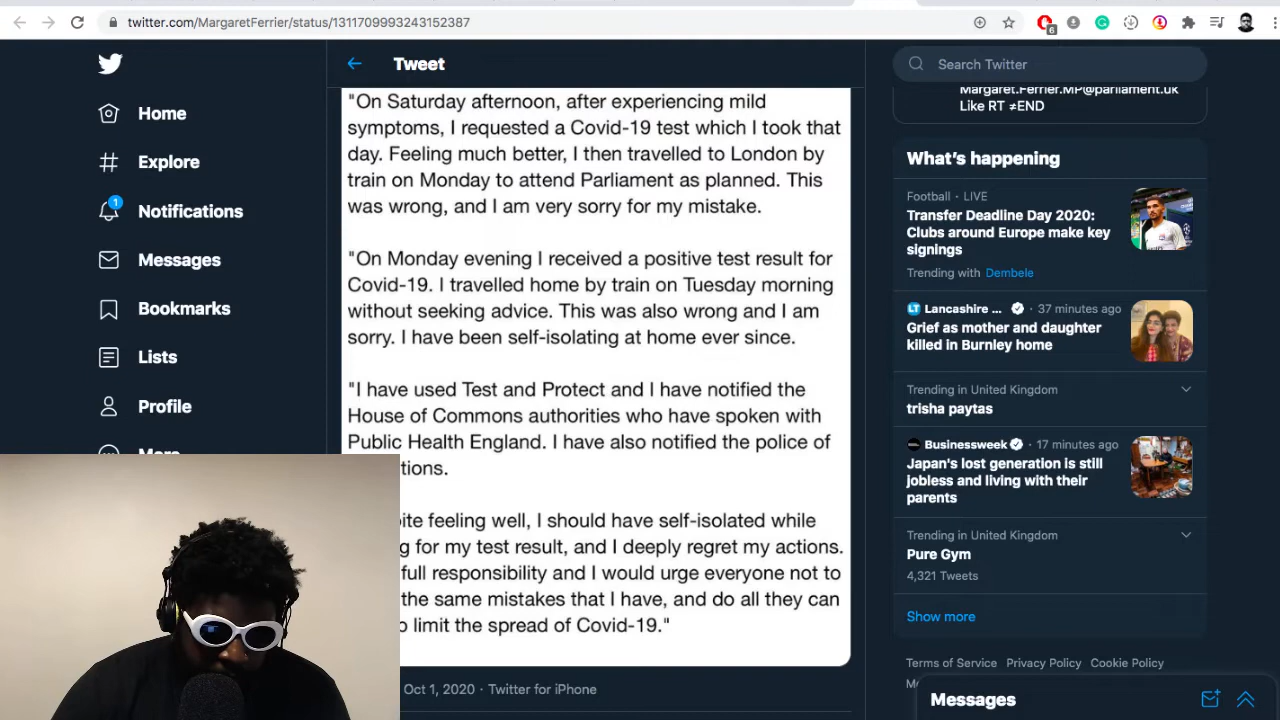 twitter.com/MargaretFerrier/status/1311709993243152387
6
Home
Explore
1
Notifications
Messages
Bookmarks
Lists
Profile
More
Tweet
"On Saturday afternoon, after experiencing mild
symptoms, I requested a Covid-19 test which I took that
day. Feeling much better, I then travelled to London by
train on Monday to attend Parliament as planned. This
was wrong, and I am very sorry for my mistake.
"On Monday evening I received a positive test result for
Covid-19. I travelled home by train on Tuesday morning
without seeking advice. This was also wrong and I am
sorry. I have been self-isolating at home ever since.
"I have used Test and Protect and I have notified the
House of Commons authorities who have spoken with
Public Health England. I have also notified the police of
tions.
ite feeling well, I should have self-isolated while
g for my test result, and I deeply regret my actions.
full responsibility and I would urge everyone not to
the same mistakes that I have, and do all they can
o limit the spread of Covid-19."
Oct 1, 2020 · Twitter for iPhone
Search Twitter
Margaret.Ferrier.MP@parliament.uk
Like RT ≠END
What's happening
Football · LIVE
Transfer Deadline Day 2020:
Clubs around Europe make key
signings
Trending with Dembele
LT Lancashire ... · 37 minutes ago
Grief as mother and daughter
killed in Burnley home
Trending in United Kingdom
trisha paytas
Businessweek · 17 minutes ago
Japan's lost generation is still
jobless and living with their
parents
Trending in United Kingdom
Pure Gym
4,321 Tweets
Show more
Terms of Service Privacy Policy Cookie Policy
Messages